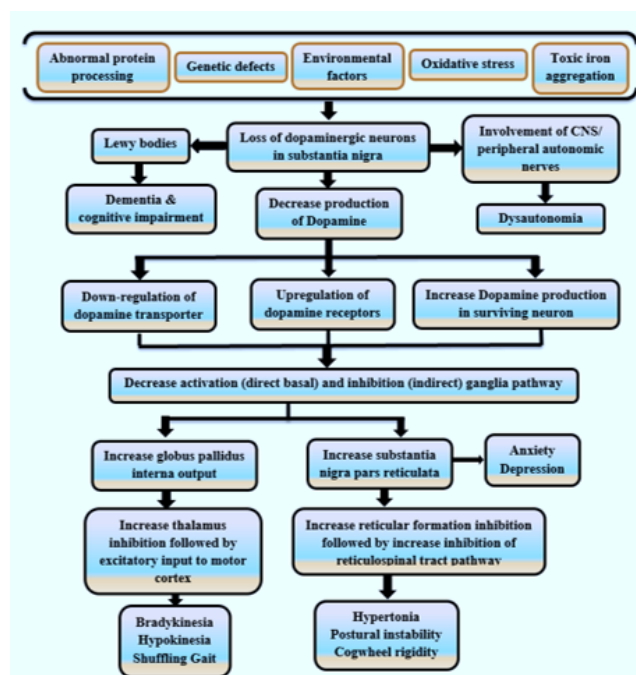 Abnormal protein
processing
Genetic defects
Environmental
factors
Oxidative stress
Toxic iron
aggregation
Lewy bodies
Loss of dopaminergic neurons
in substantia nigra
Involvement of CNS/
peripheral autonomic
nerves
Dementia &
cognitive impairment
Decrease production
of Dopamine
Dysautonomia
Down-regulation of
dopamine transporter
Upregulation of
dopamine receptors
Increase Dopamine production
in surviving neuron
Decrease activation (direct basal) and inhibition (indirect) ganglia pathway
Increase globus pallidus
interna output
Increase substantia
nigra pars reticulata
Anxiety
Depression
Increase thalamus
inhibition followed by
excitatory input to motor
cortex
Increase reticular formation inhibition
followed by increase inhibition of
reticulospinal tract pathway
Bradykinesia
Hypokinesia
Shuffling Gait
Hypertonia
Postural instability
Cogwheel rigidity